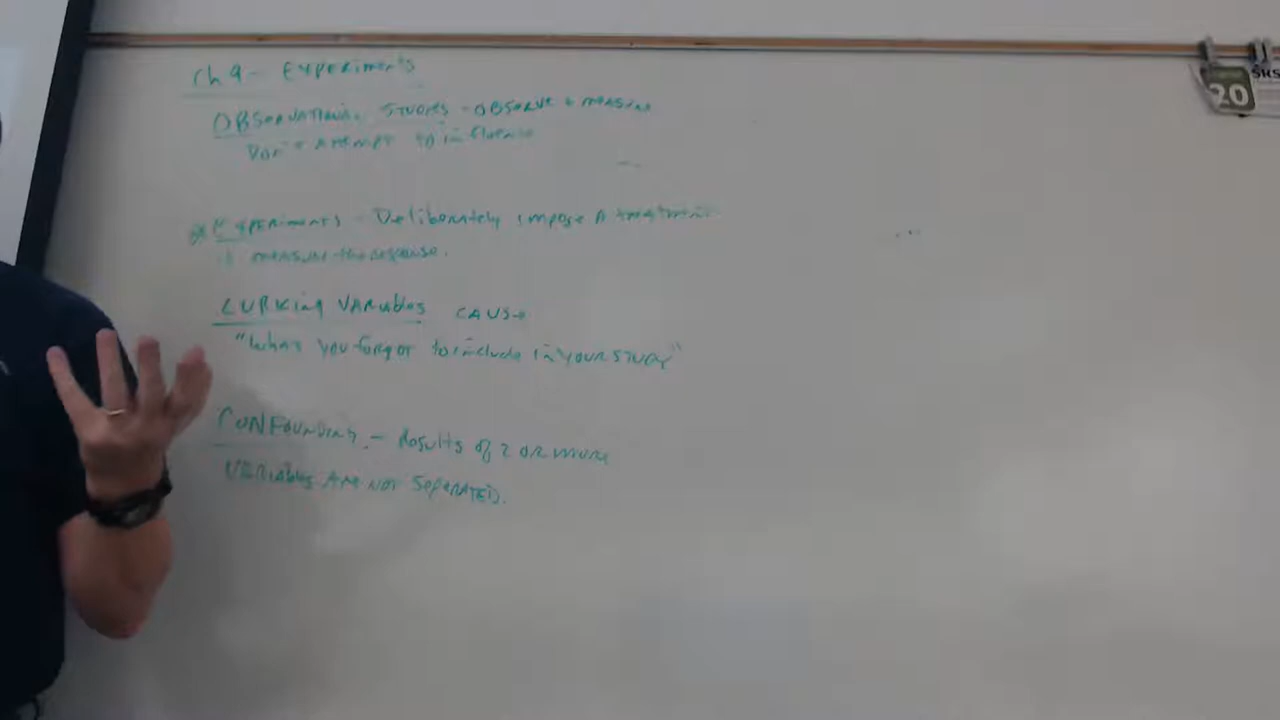 Ch 9 - Experiments
Observational Studies - Observe + measure
Don't attempt to influence
* Experiments - Deliberately impose a treatment
& measure the response.
Lurking Variables Cause
"What you forgot to include in your study"
Confounding - Results of 2 or more
Variables are not separated.
20